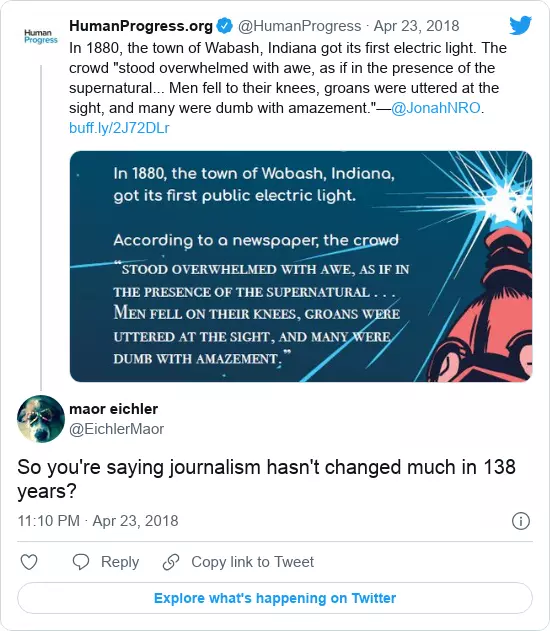 Human
Progress
HumanProgress.org @HumanProgress · Apr 23, 2018
In 1880, the town of Wabash, Indiana got its first electric light. The
crowd "stood overwhelmed with awe, as if in the presence of the
supernatural... Men fell to their knees, groans were uttered at the
sight, and many were dumb with amazement."—@JonahNRO.
buff.ly/2J72DLr
In 1880, the town of Wabash, Indiana,
got its first public electric light.
According to a newspaper, the crowd
“STOOD OVERWHELMED WITH AWE, AS IF IN
THE PRESENCE OF THE SUPERNATURAL . . .
MEN FELL ON THEIR KNEES, GROANS WERE
UTTERED AT THE SIGHT, AND MANY WERE
DUMB WITH AMAZEMENT.”
maor eichler
@EichlerMaor
So you're saying journalism hasn't changed much in 138
years?
11:10 PM · Apr 23, 2018
Reply Copy link to Tweet
Explore what's happening on Twitter